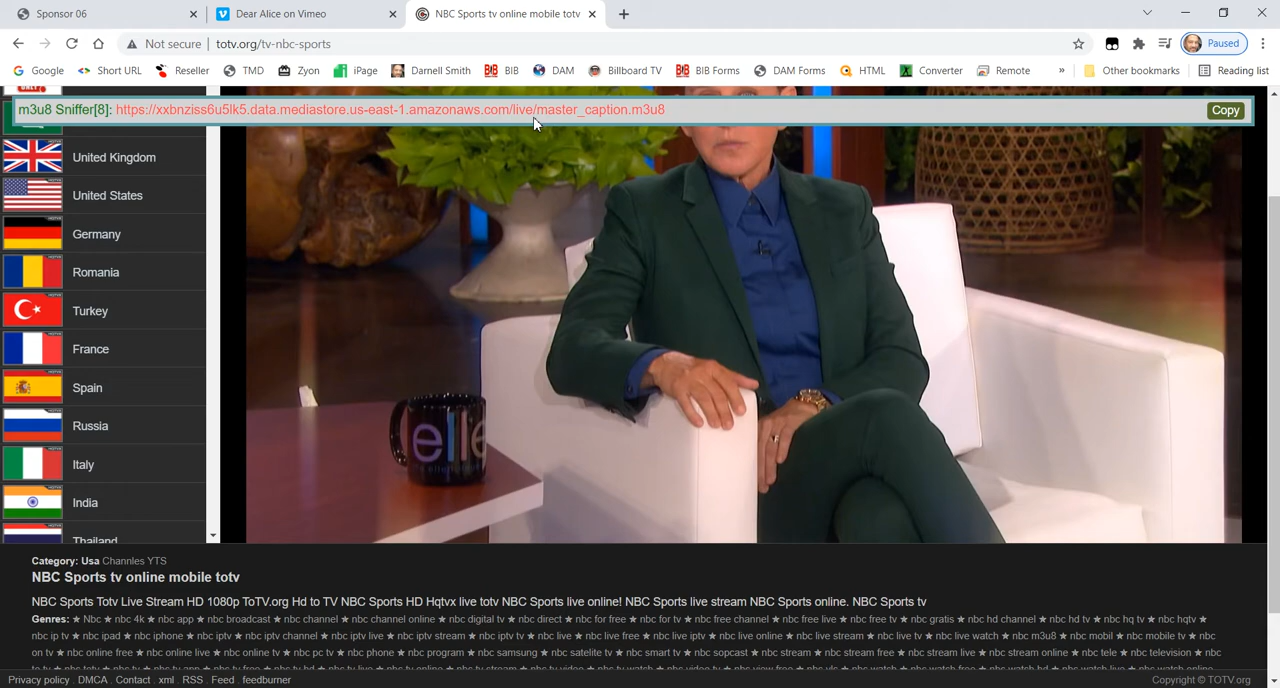 Sponsor 06
Dear Alice on Vimeo
NBC Sports tv online mobile totv
Not secure | totv.org/tv-nbc-sports
Paused
Google
Short URL
Reseller
TMD
Zyon
iPage
Darnell Smith
BIB
DAM
Billboard TV
BIB Forms
DAM Forms
HTML
Converter
Remote
»
Other bookmarks
Reading list
m3u8 Sniffer[8]: https://xxbnziss6u5lk5.data.mediastore.us-east-1.amazonaws.com/live/master_caption.m3u8
Copy
United Kingdom
United States
Germany
Romania
Turkey
France
Spain
Russia
Italy
India
Thailand
elle
Category: Usa Channles YTS
NBC Sports tv online mobile totv
NBC Sports Totv Live Stream HD 1080p ToTV.org Hd to TV NBC Sports HD Hqtvx live totv NBC Sports live online! NBC Sports live stream NBC Sports online. NBC Sports tv
Genres: ★ Nbc ★ nbc 4k ★ nbc app ★ nbc broadcast ★ nbc channel ★ nbc channel online ★ nbc digital tv ★ nbc direct ★ nbc for free ★ nbc for tv ★ nbc free channel ★ nbc free live ★ nbc free tv ★ nbc gratis ★ nbc hd channel ★ nbc hd tv ★ nbc hq tv ★ nbc hqtv ★
nbc ip tv ★ nbc ipad ★ nbc iphone ★ nbc iptv ★ nbc iptv channel ★ nbc iptv live ★ nbc iptv stream ★ nbc iptv tv ★ nbc live ★ nbc live free ★ nbc live iptv ★ nbc live online ★ nbc live stream ★ nbc live tv ★ nbc live watch ★ nbc m3u8 ★ nbc mobil ★ nbc mobile tv ★ nbc
on tv ★ nbc online free ★ nbc online live ★ nbc online tv ★ nbc pc tv ★ nbc phone ★ nbc program ★ nbc samsung ★ nbc satelite tv ★ nbc smart tv ★ nbc sopcast ★ nbc stream ★ nbc stream free ★ nbc stream live ★ nbc stream online ★ nbc tele ★ nbc television ★ nbc
Privacy policy . DMCA . Contact . xml . RSS . Feed . feedburner
Copyright © TOTV.org